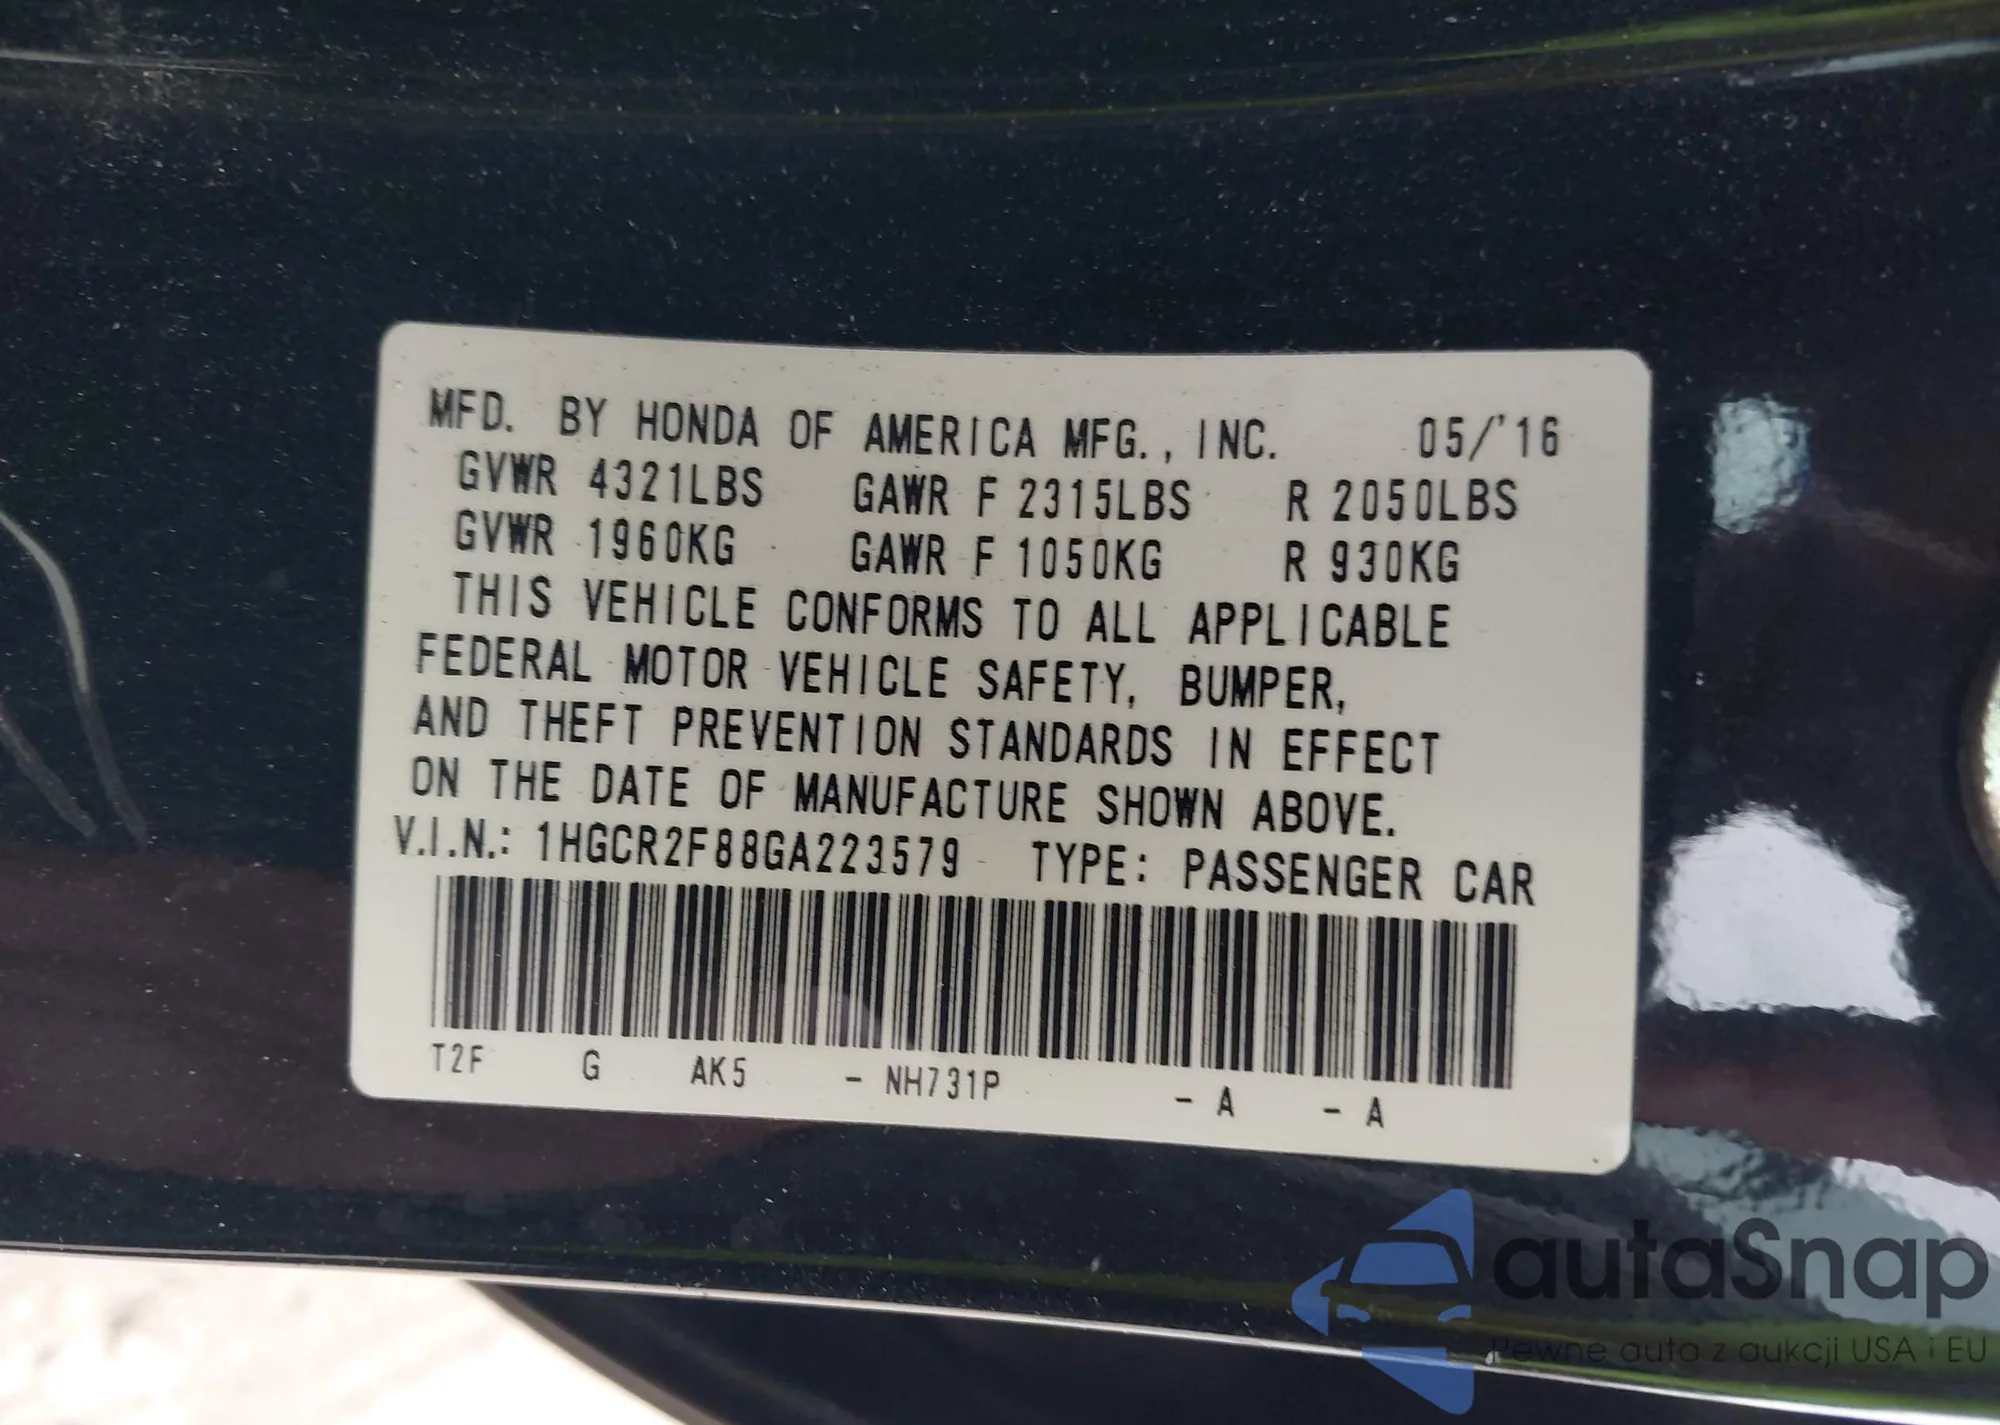 MFD. BY HONDA OF AMERICA MFG., INC. 05/'16
GVWR 4321LBS GAWR F 2315LBS R 2050LBS
GVWR 1960KG GAWR F 1050KG R 930KG
THIS VEHICLE CONFORMS TO ALL APPLICABLE
FEDERAL MOTOR VEHICLE SAFETY, BUMPER,
AND THEFT PREVENTION STANDARDS IN EFFECT
ON THE DATE OF MANUFACTURE SHOWN ABOVE.
V.I.N.: 1HGCR2F88GA223579 TYPE: PASSENGER CAR
T2F G AK5 - NH731P - A - A
autaSnap
Pewne auta z aukcji USA i EU